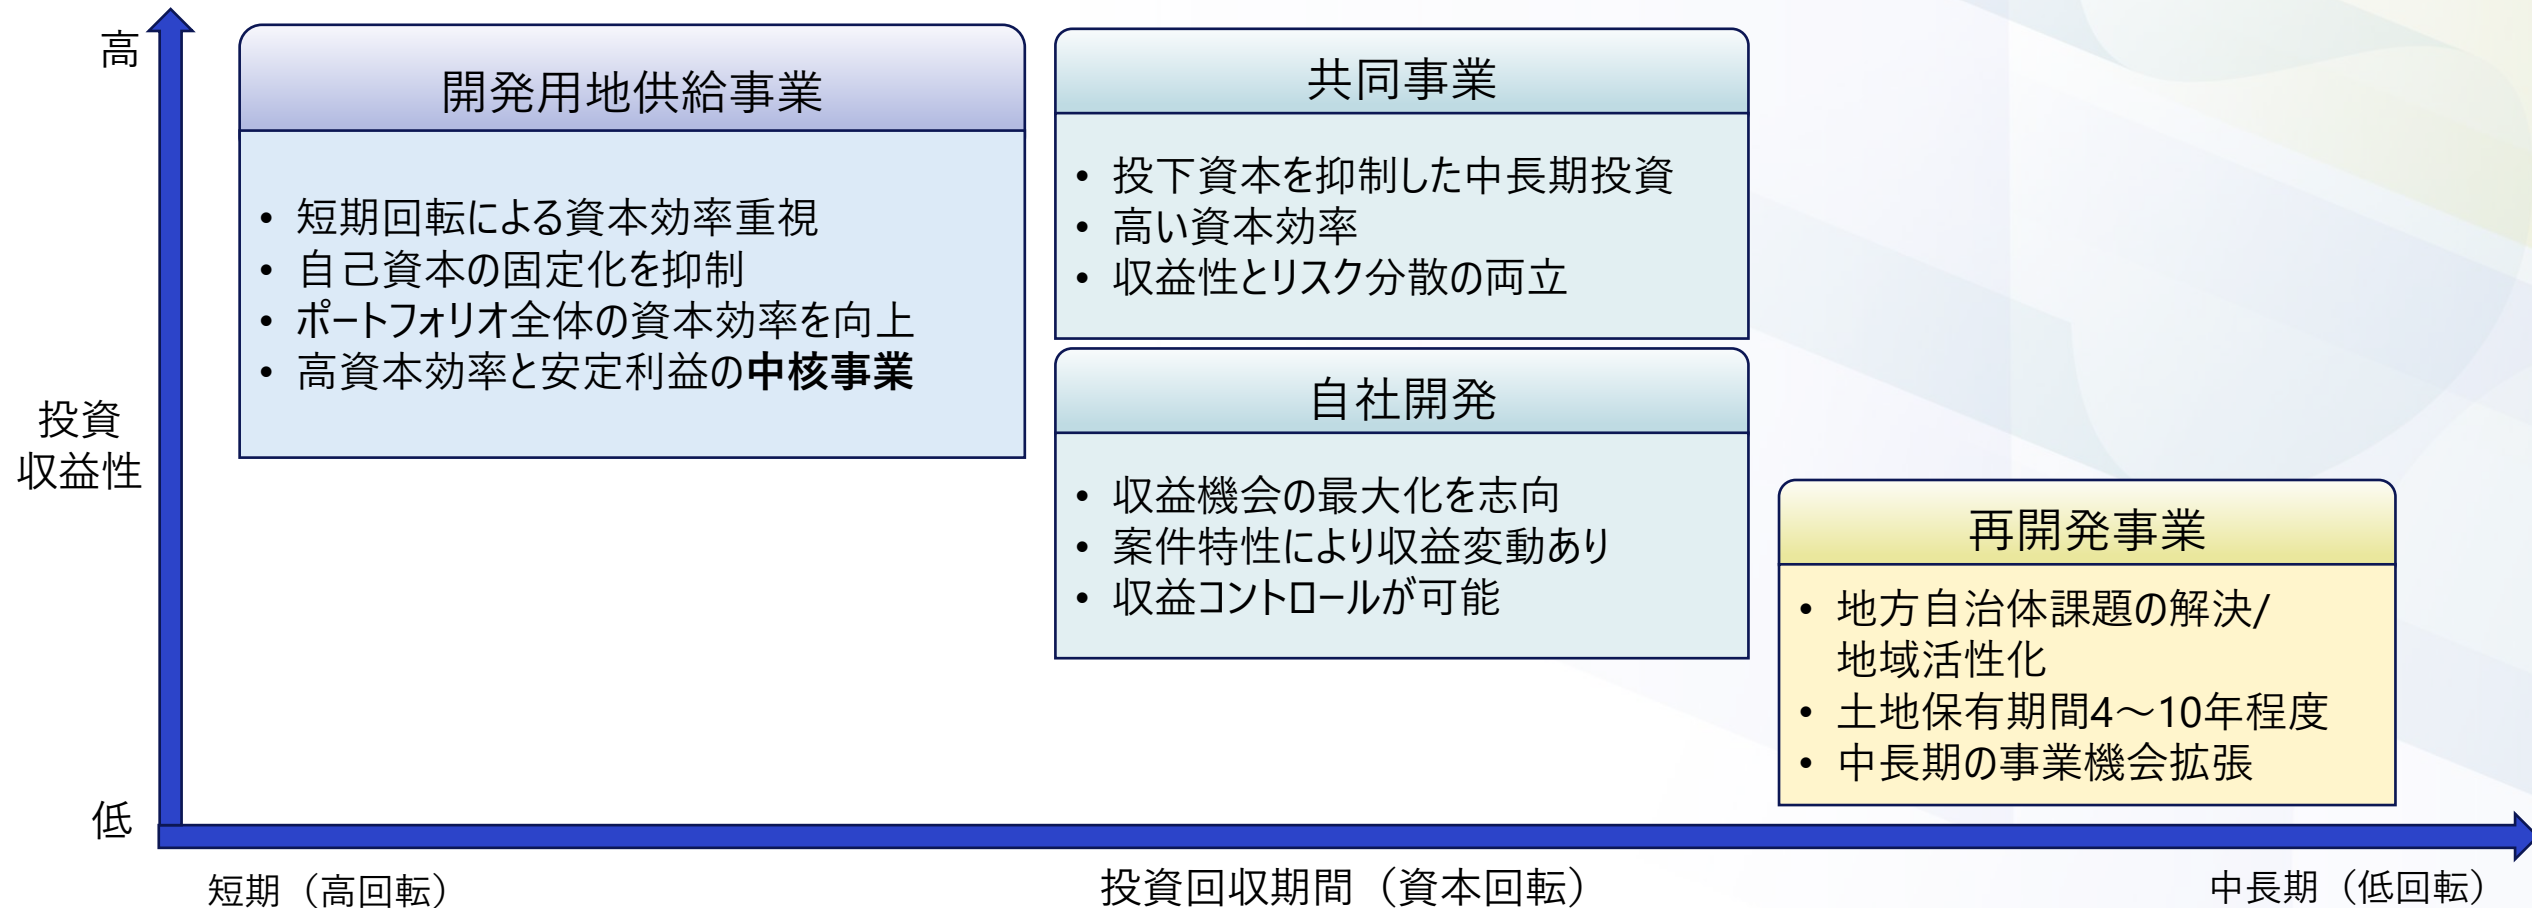 高
投資
収益性
低
開発用地供給事業
• 短期回転による資本効率重視
• 自己資本の固定化を抑制
• ポートフォリオ全体の資本効率を向上
• 高資本効率と安定利益の中核事業
共同事業
• 投下資本を抑制した中長期投資
• 高い資本効率
• 収益性とリスク分散の両立
自社開発
• 収益機会の最大化を志向
• 案件特性により収益変動あり
• 収益コントロールが可能
再開発事業
• 地方自治体課題の解決/
地域活性化
• 土地保有期間4～10年程度
• 中長期の事業機会拡張
短期（高回転）
投資回収期間（資本回転）
中長期（低回転）